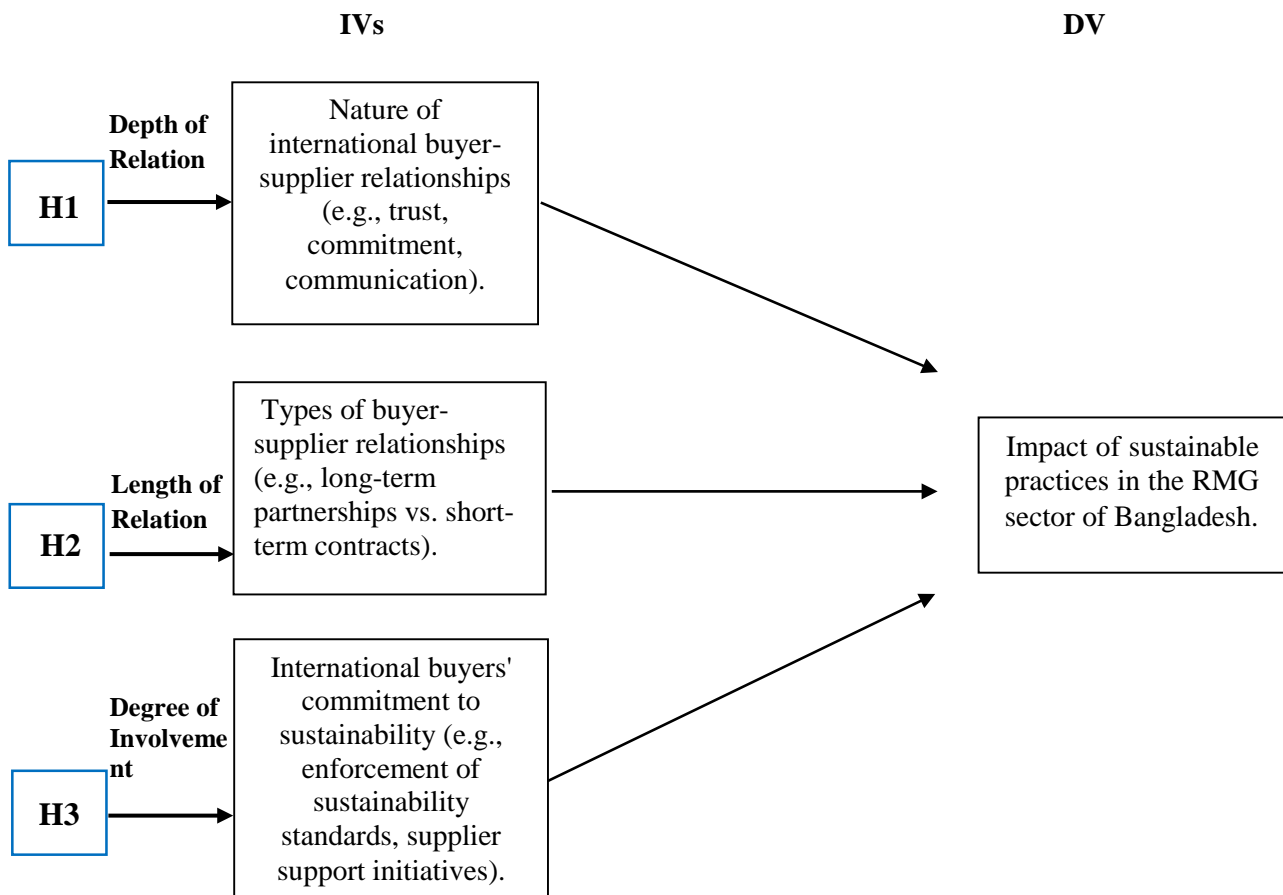 IVs
DV
Depth of
Relation
H1
Nature of
international buyer-
supplier relationships
(e.g., trust,
commitment,
communication).
Length of
Relation
H2
Types of buyer-
supplier relationships
(e.g., long-term
partnerships vs. short-
term contracts).
Impact of sustainable
practices in the RMG
sector of Bangladesh.
Degree of
Involveme
nt
H3
International buyers'
commitment to
sustainability (e.g.,
enforcement of
sustainability
standards, supplier
support initiatives).